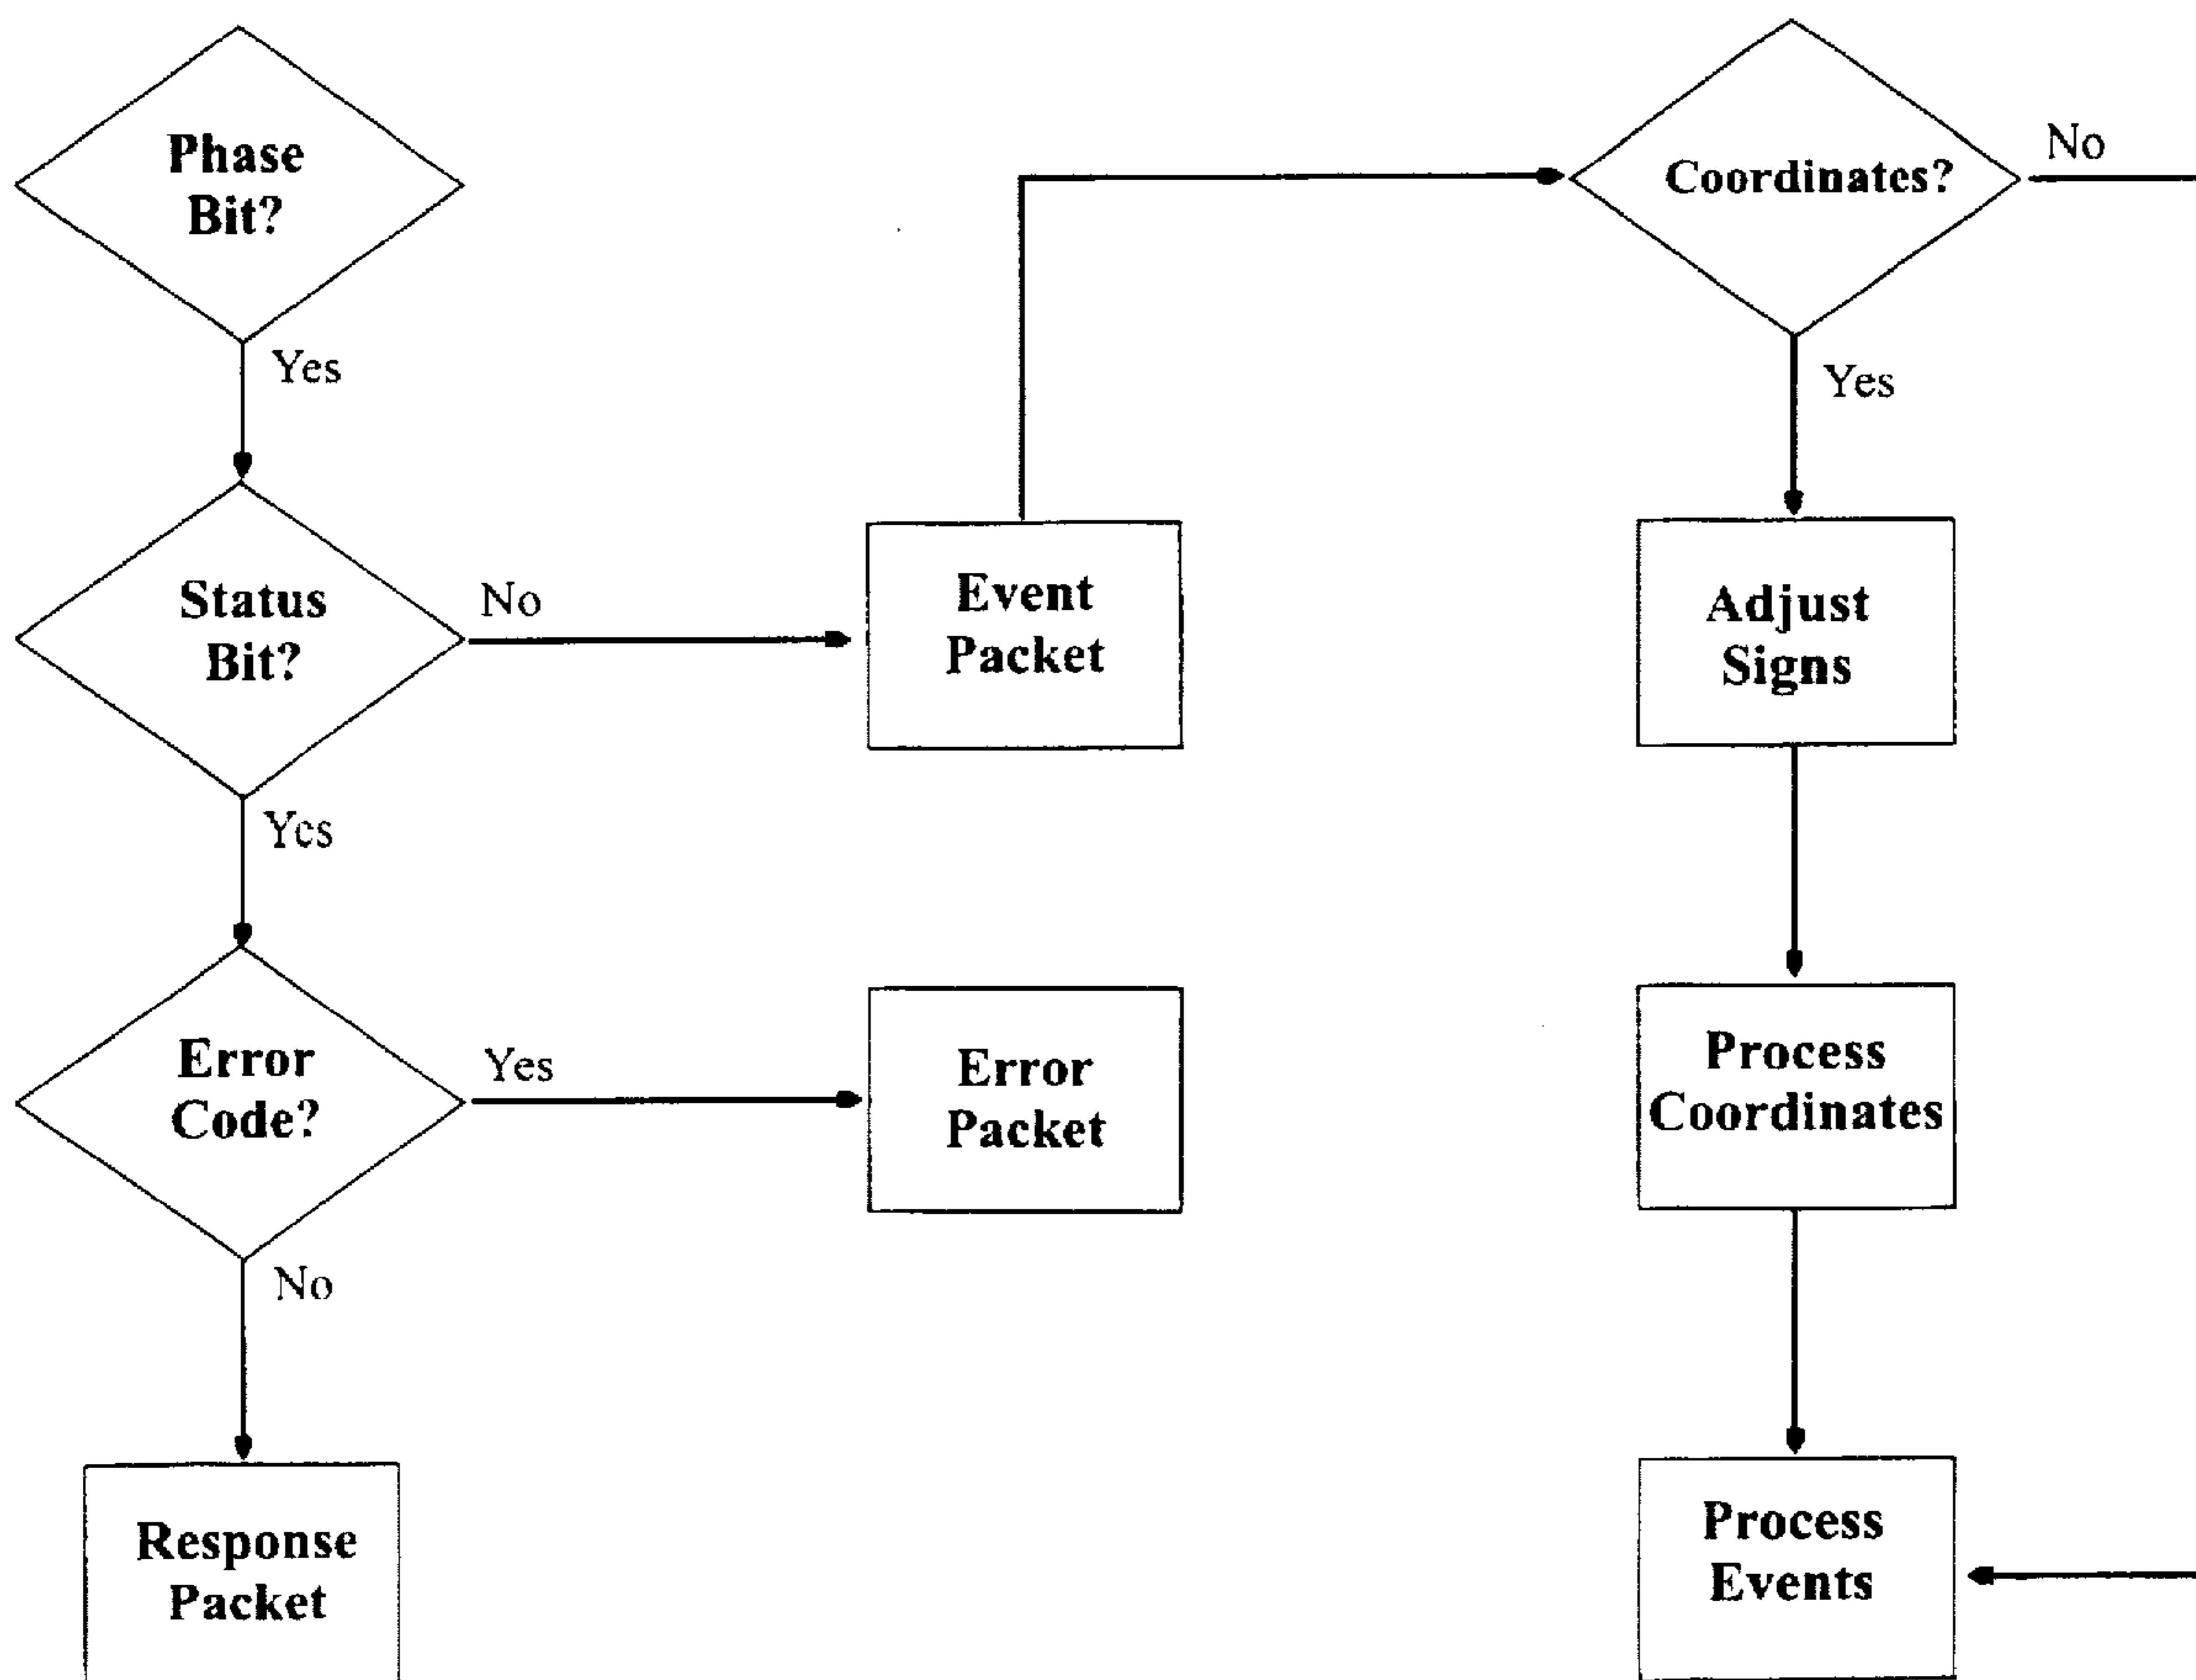 Phase
Bit?
Yes
Status
Bit?
No
Yes
Error
Code?
Yes
No
Response
Packet
Event
Packet
Error
Packet
Coordinates?
No
Yes
Adjust
Signs
Process
Coordinates
Process
Events